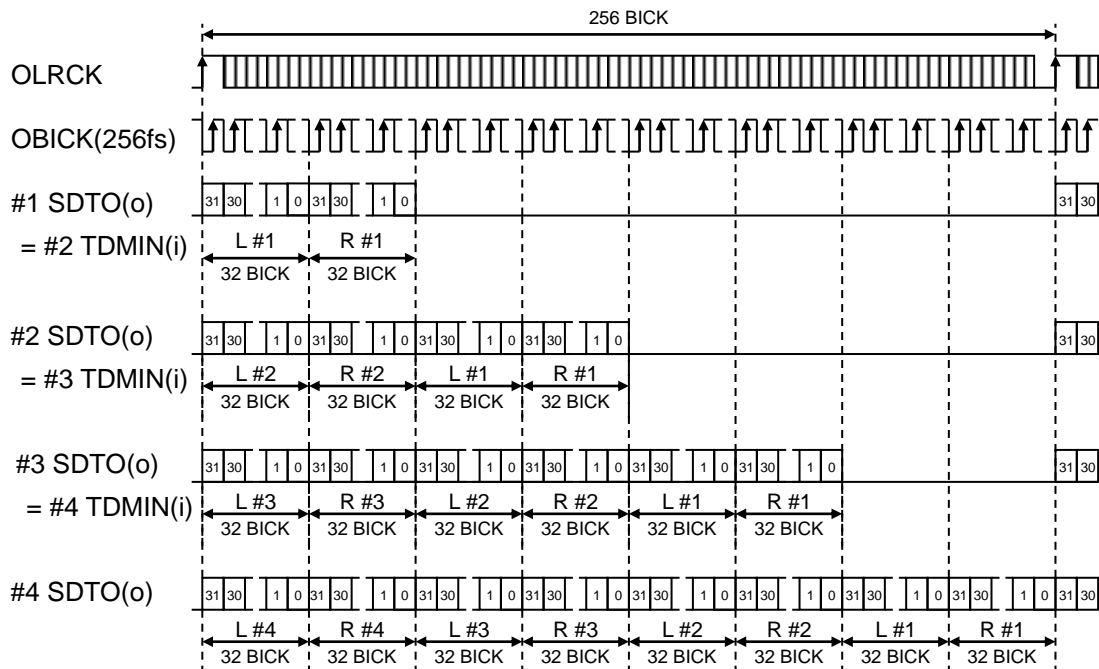 256 BICK
OLRCK
OBICK(256fs)
#1 SDTO(o)
31 30 1 0 31 30 1 0 31 30
= #2 TDMIN(i)
L #1 R #1
32 BICK 32 BICK
#2 SDTO(o)
31 30 1 0 31 30 1 0 31 30 1 0 31 30 1 0 31 30
= #3 TDMIN(i)
L #2 R #2 L #1 R #1
32 BICK 32 BICK 32 BICK 32 BICK
#3 SDTO(o)
31 30 1 0 31 30 1 0 31 30 1 0 31 30 1 0 31 30 1 0 31 30 1 0 31 30
= #4 TDMIN(i)
L #3 R #3 L #2 R #2 L #1 R #1
32 BICK 32 BICK 32 BICK 32 BICK 32 BICK 32 BICK
#4 SDTO(o)
31 30 1 0 31 30 1 0 31 30 1 0 31 30 1 0 31 30 1 0 31 30 1 0 31 30 1 0 31 30 1 0 31 30
L #4 R #4 L #3 R #3 L #2 R #2 L #1 R #1
32 BICK 32 BICK 32 BICK 32 BICK 32 BICK 32 BICK 32 BICK 32 BICK